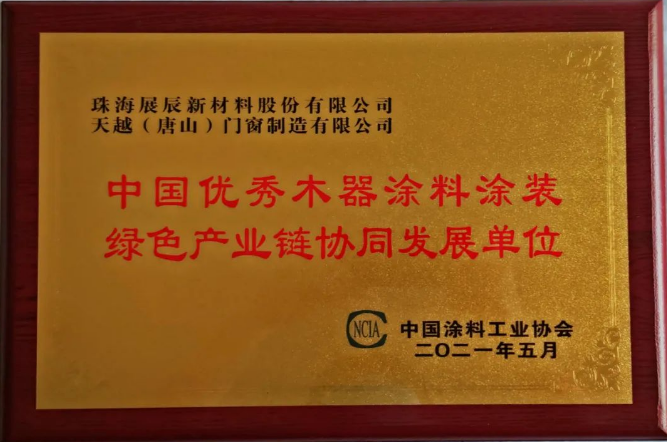 珠海展辰新材料股份有限公司
天越（唐山）门窗制造有限公司
中国优秀木器涂料涂装
绿色产业链协同发展单位
NCIA
中国涂料工业协会
二〇二一年五月